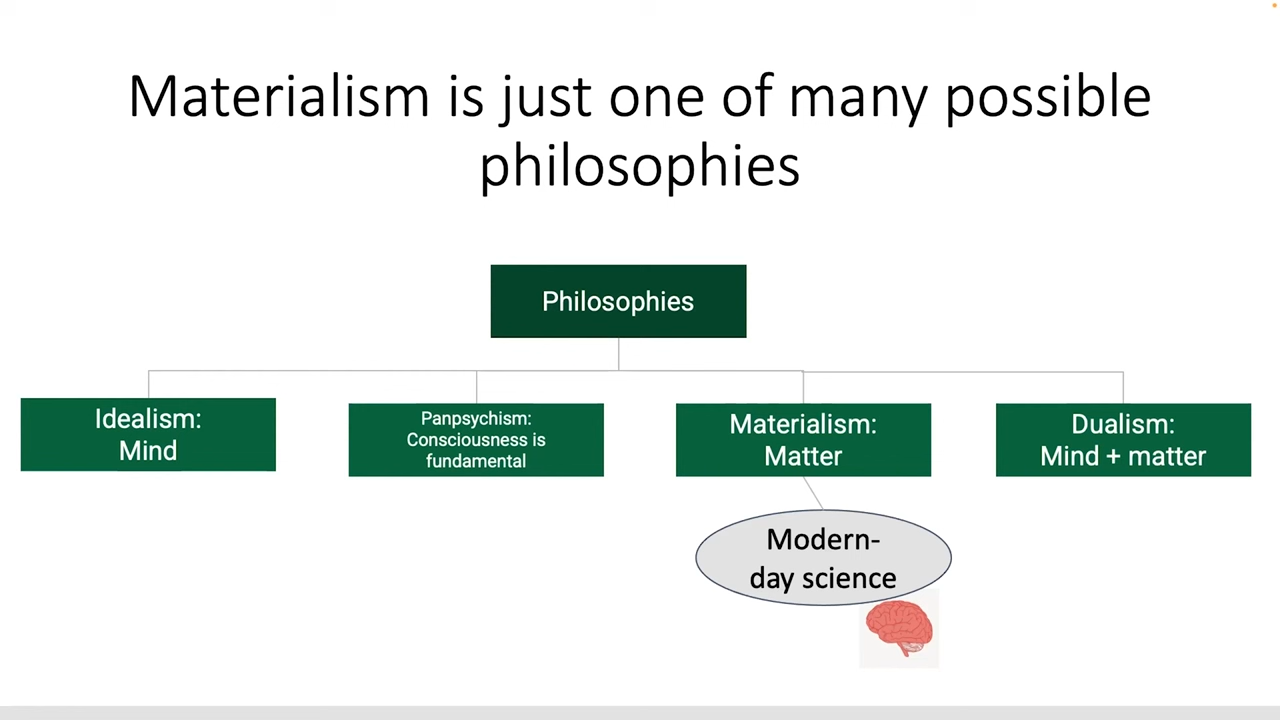 Materialism is just one of many possible
philosophies
Philosophies
Idealism:
Mind
Panpsychism:
Consciousness is
fundamental
Materialism:
Matter
Dualism:
Mind + matter
Modern-
day science